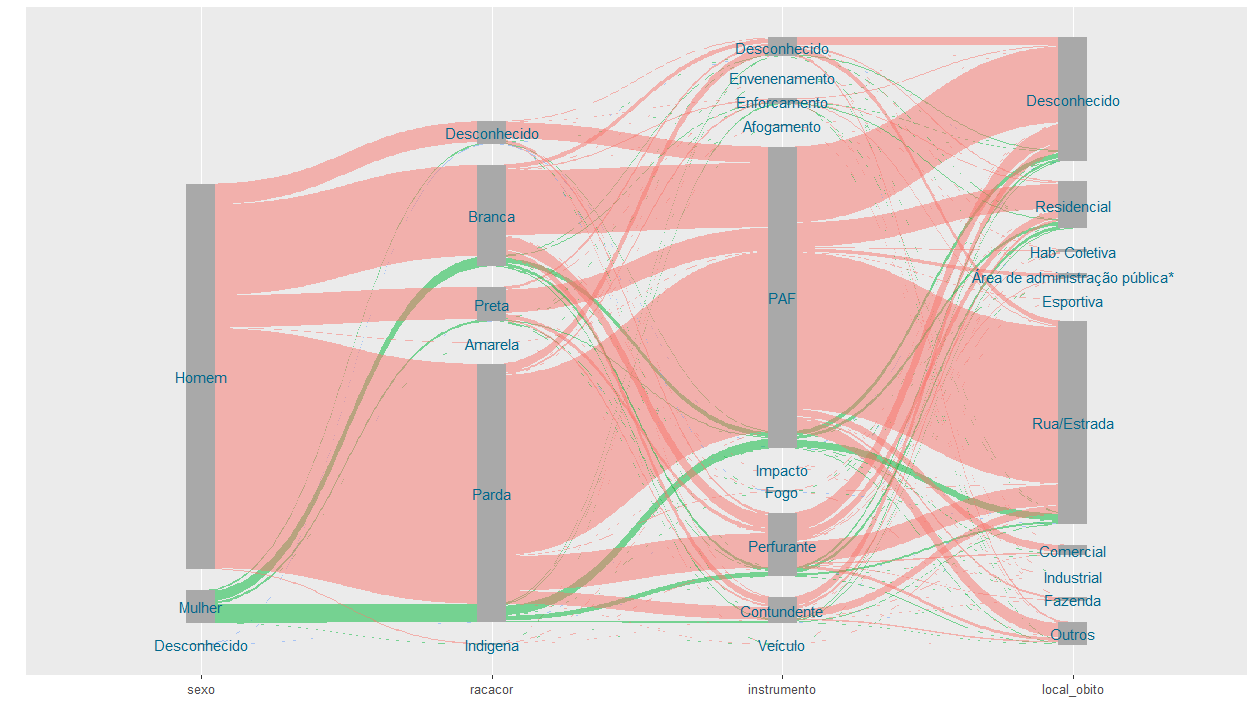 Homem
Mulher
Desconhecido
Desconhecido
Branca
Preta
Amarela
Parda
Indígena
Desconhecido
Envenenamento
Enforcamento
Afogamento
PAF
Impacto
Fogo
Perfurante
Contundente
Veículo
Desconhecido
Residencial
Hab. Coletiva
Área de administração pública*
Esportiva
Rua/Estrada
Comercial
Industrial
Fazenda
Outros
sexo
racacor
instrumento
local_obito